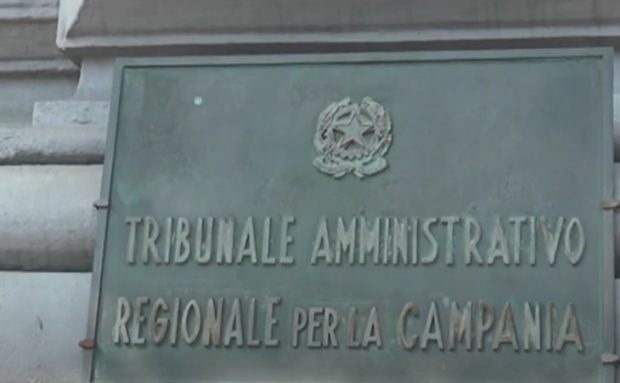 TRIBUNALE AMMINISTRATIVO
REGIONALE PER LA CAMPANIA